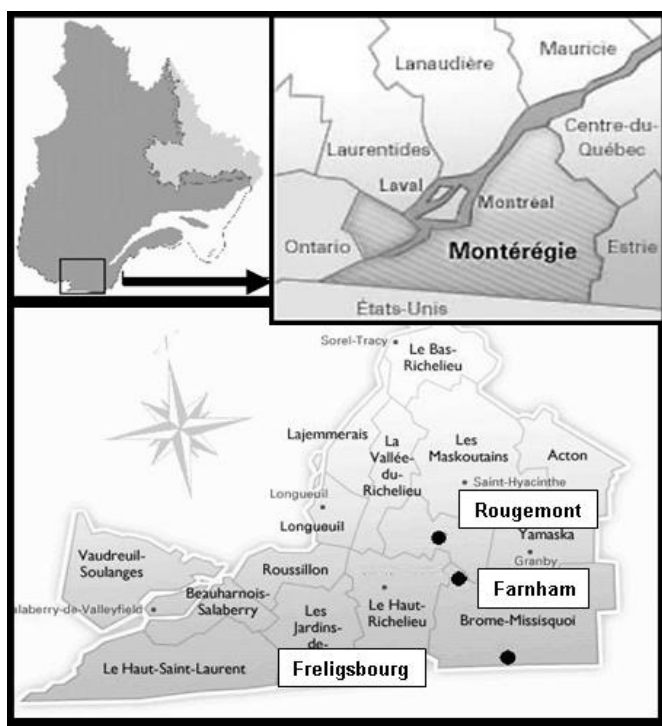 Lanaudière
Mauricie
Laurentides
Centre-du-
Québec
Laval
Montréal
Ontario
Montérégie
Estrie
États-Unis
Sorel-Tracy
Le Bas-
Richelieu
Lajemmerais
La
Vallée-
du-
Richelieu
Les
Maskoutains
Acton
Saint-Hyacinthe
Longueuil
Longueuil
Rougemont
Yamaska
Granby
Vaudreuil-
Soulanges
Roussillon
Farnham
Beauharnois-
Salaberry
alaberry-de-Valleyfield
Les
Jardins-
de-
Le Haut-
Richelieu
Brome-Missisquoi
Le Haut-Saint-Laurent
Freligsbourg